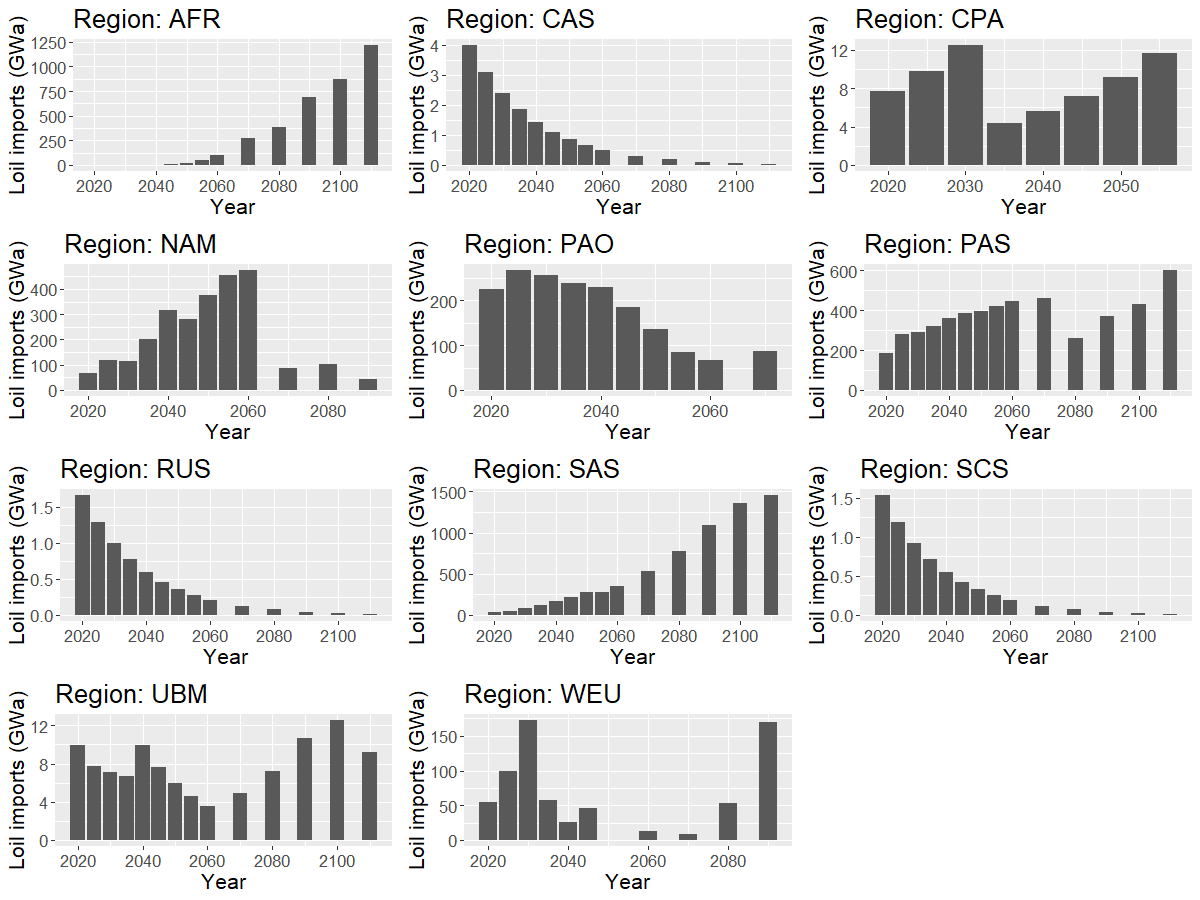 Region: AFR
Loil imports (GWa)
1250
1000
750
500
250
0
2020 2040 2060 2080 2100
Year
Region: CAS
Loil imports (GWa)
4
3
2
1
0
2020 2040 2060 2080 2100
Year
Region: CPA
Loil imports (GWa)
12
8
4
0
2020 2030 2040 2050
Year
Region: NAM
Loil imports (GWa)
400
300
200
100
0
2020 2040 2060 2080
Year
Region: PAO
Loil imports (GWa)
200
100
0
2020 2040 2060
Year
Region: PAS
Loil imports (GWa)
600
400
200
0
2020 2040 2060 2080 2100
Year
Region: RUS
Loil imports (GWa)
1.5
1.0
0.5
0.0
2020 2040 2060 2080 2100
Year
Region: SAS
Loil imports (GWa)
1500
1000
500
0
2020 2040 2060 2080 2100
Year
Region: SCS
Loil imports (GWa)
1.5
1.0
0.5
0.0
2020 2040 2060 2080 2100
Year
Region: UBM
Loil imports (GWa)
12
8
4
0
2020 2040 2060 2080 2100
Year
Region: WEU
Loil imports (GWa)
150
100
50
0
2020 2040 2060 2080
Year